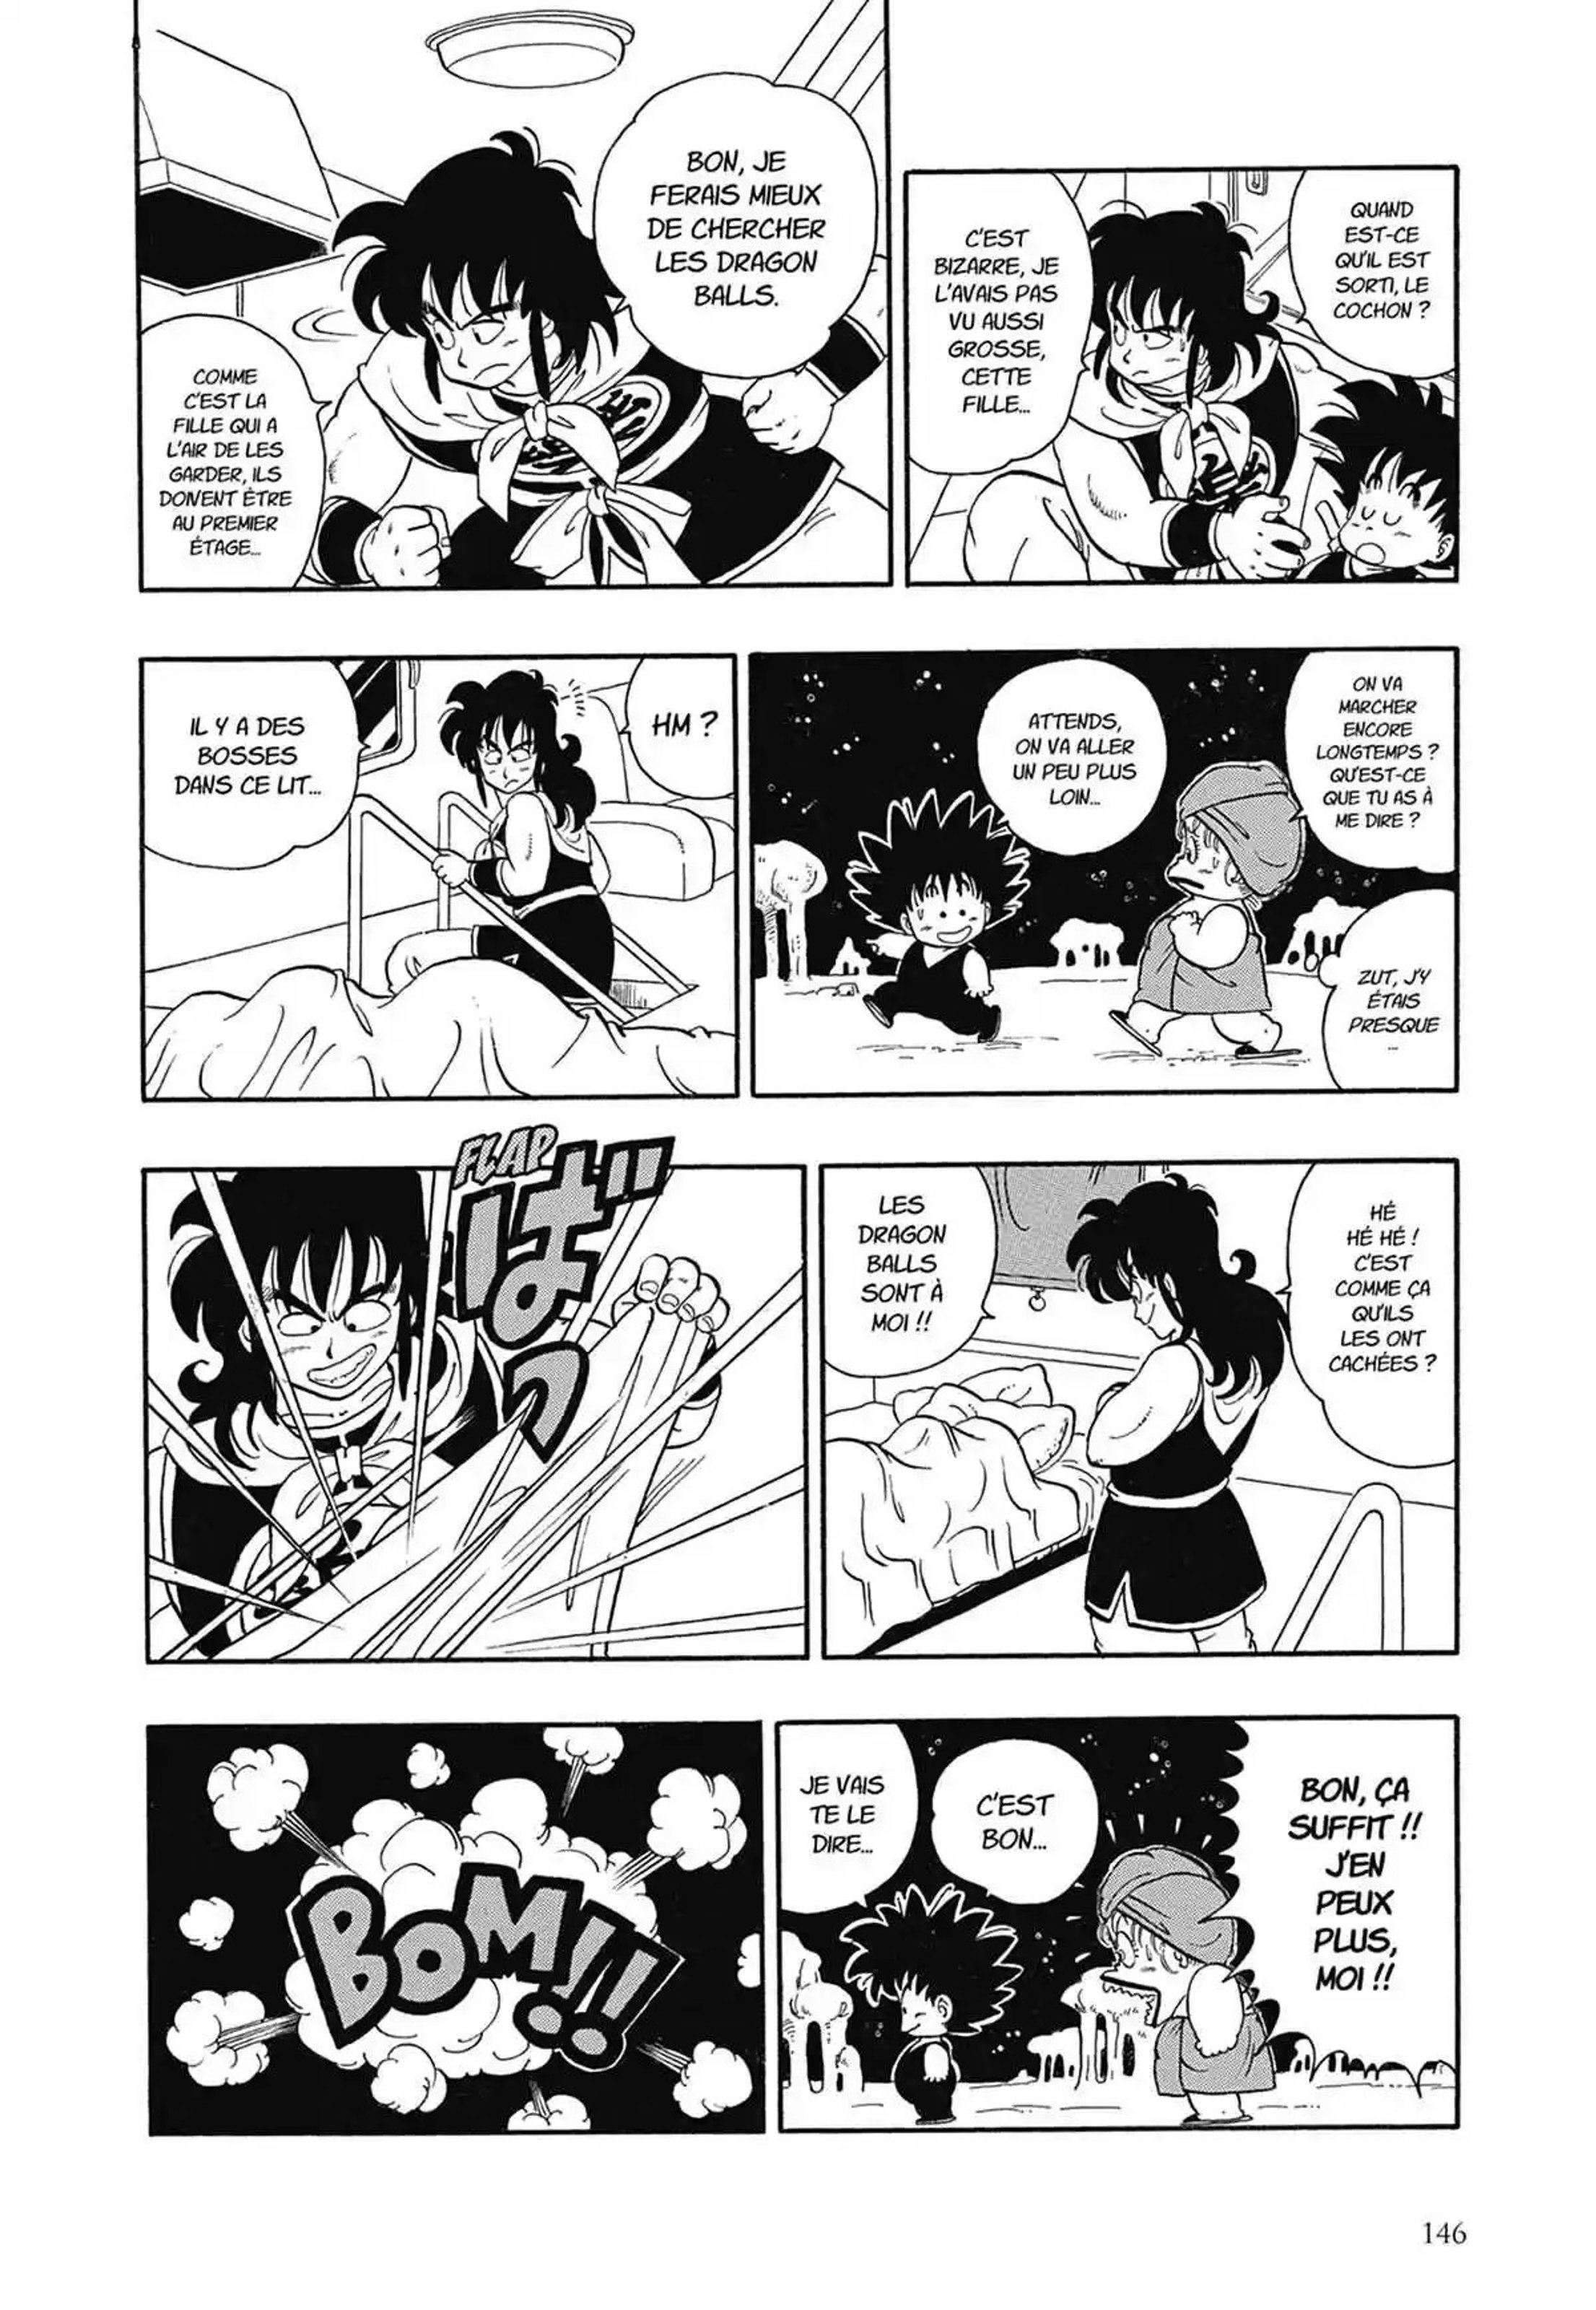 QUAND
EST-CE
QU'IL EST
SORTI, LE
COCHON ?
C'EST
BIZARRE, JE
L'AVAIS PAS
VU AUSSI
GROSSE,
CETTE
FILLE...
BON, JE
FERAIS MIEUX
DE CHERCHER
LES DRAGON
BALLS.
COMME
C'EST LA
FILLE QUI A
L'AIR DE LES
GARDER, ILS
DOIVENT ÊTRE
AU PREMIER
ÉTAGE...
ON VA
MARCHER
ENCORE
LONGTEMPS ?
QU'EST-CE
QUE TU AS À
ME DIRE ?
ATTENDS,
ON VA ALLER
UN PEU PLUS
LOIN...
ZUT, J'Y
ÉTAIS
PRESQUE
...
HM ?
IL Y A DES
BOSSES
DANS CE LIT...
HÉ
HÉ HÉ !
C'EST
COMME ÇA
QU'ILS
LES ONT
CACHÉES ?
LES
DRAGON
BALLS
SONT À
MOI !!
FLAP
ばっ
BON, ÇA
SUFFIT !!
J'EN
PEUX
PLUS,
MOI !!
C'EST
BON...
JE VAIS
TE LE
DIRE...
BOM!!
146